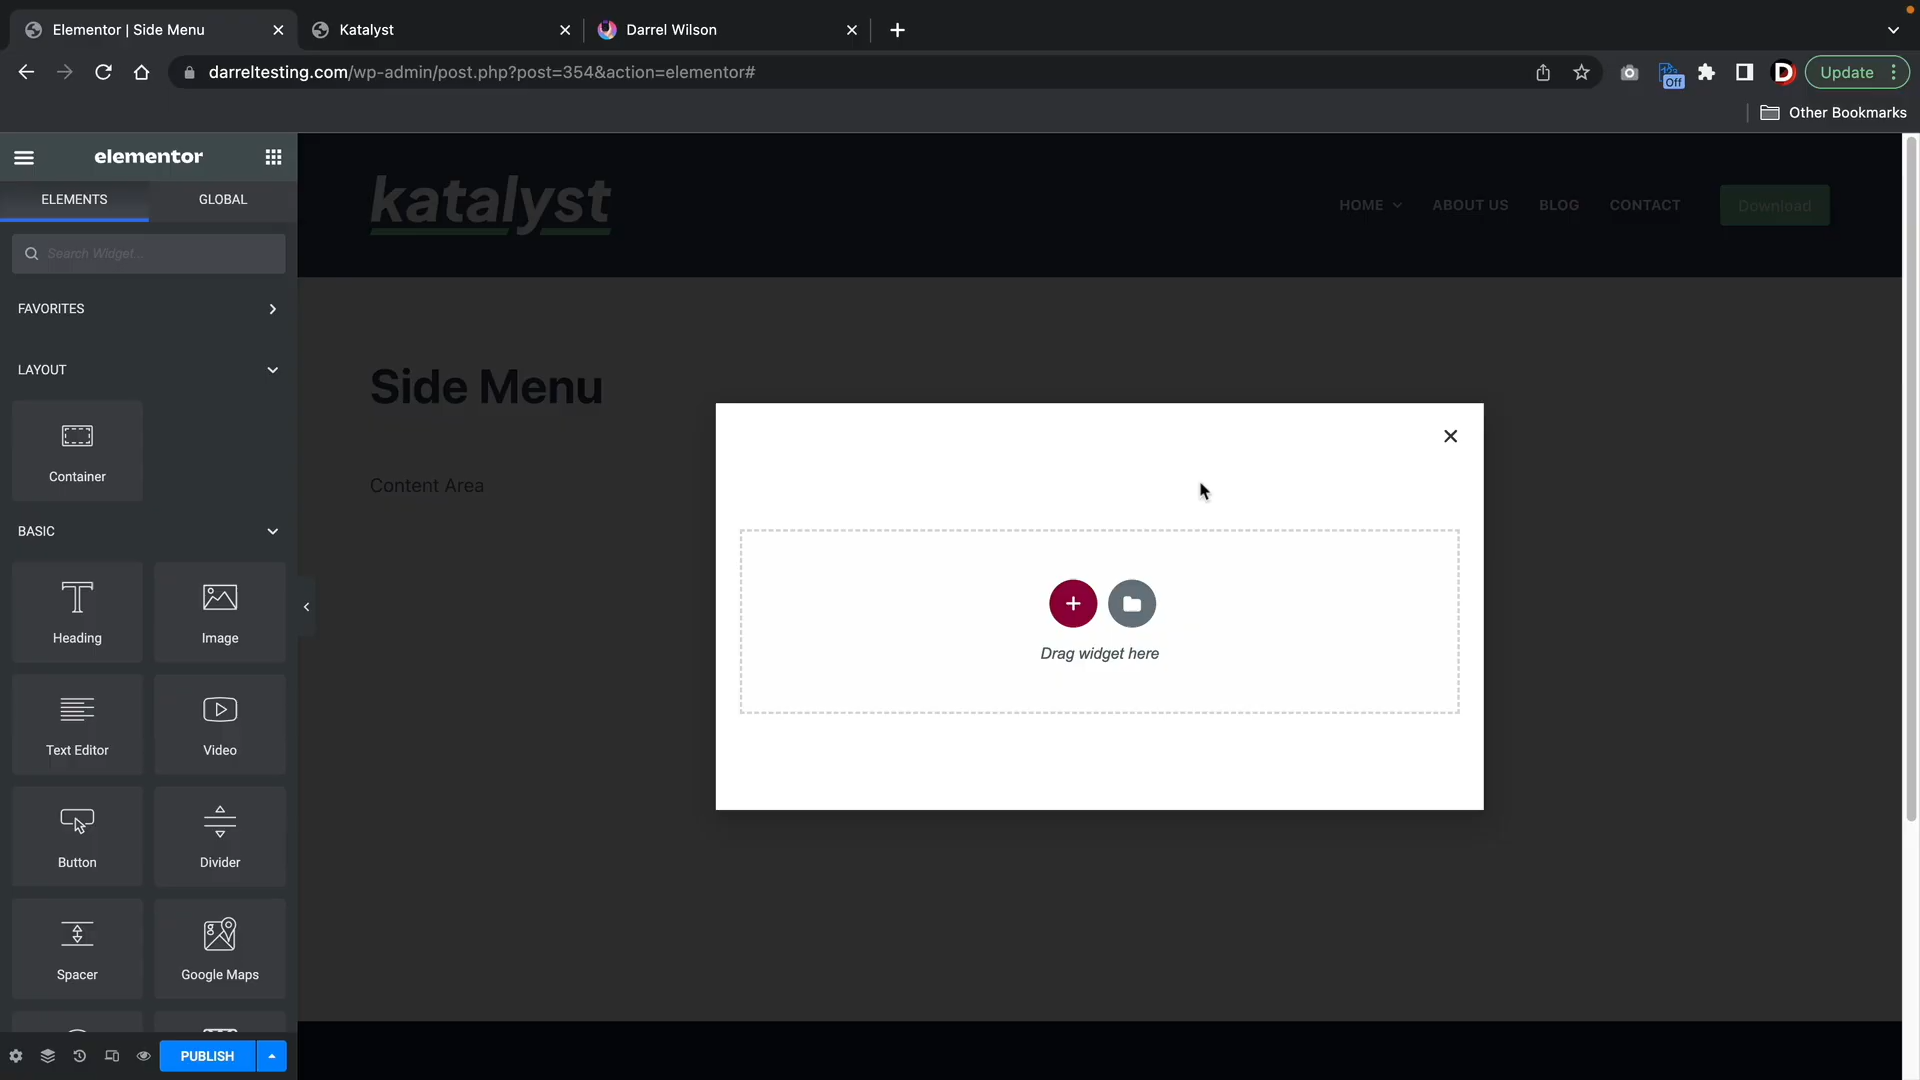 Elementor | Side Menu
Katalyst
Darrel Wilson
darreltesting.com/wp-admin/post.php?post=354&action=elementor#
Off
D
Update
Other Bookmarks
elementor
ELEMENTS
GLOBAL
Search Widget...
FAVORITES
LAYOUT
Container
BASIC
Heading
Image
Text Editor
Video
Button
Divider
Spacer
Google Maps
PUBLISH
katalyst
HOME
ABOUT US
BLOG
CONTACT
Download
Side Menu
Content Area
Drag widget here